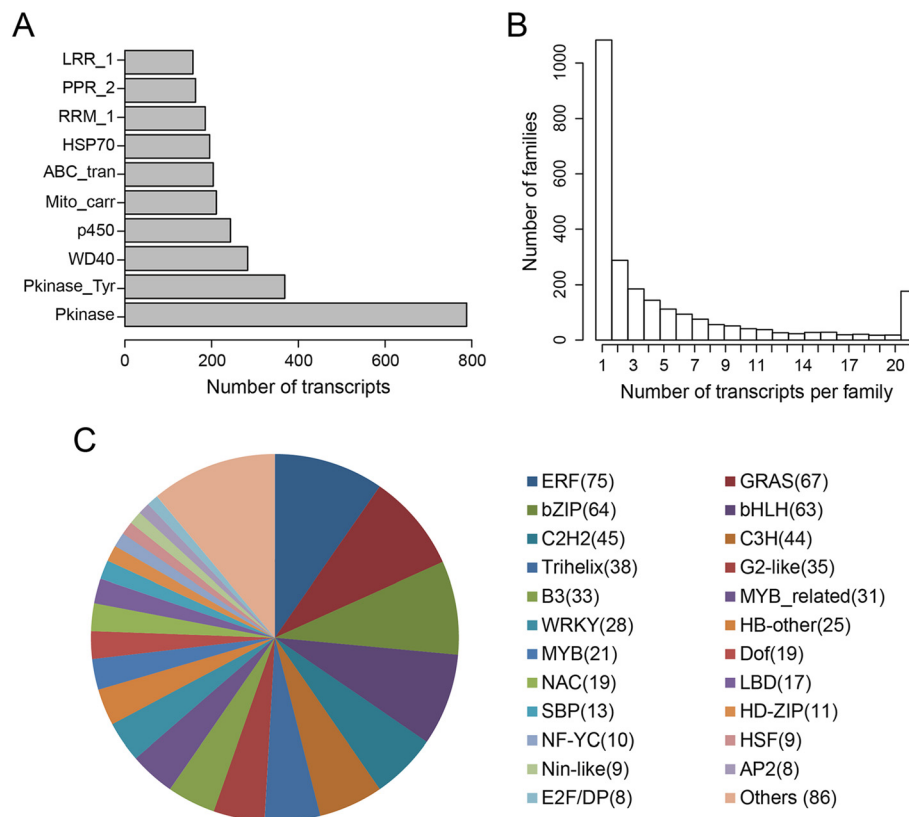 A
LRR_1
PPR_2
RRM_1
HSP70
ABC_tran
Mito_carr
p450
WD40
Pkinase_Tyr
Pkinase
0 200 400 600 800
Number of transcripts
B
Number of families
1000
800
600
400
200
0
1 3 5 7 9 11 14 17 20
Number of transcripts per family
C
ERF(75) GRAS(67)
bZIP(64) bHLH(63)
C2H2(45) C3H(44)
Trihelix(38) G2-like(35)
B3(33) MYB_related(31)
WRKY(28) HB-other(25)
MYB(21) Dof(19)
NAC(19) LBD(17)
SBP(13) HD-ZIP(11)
NF-YC(10) HSF(9)
Nin-like(9) AP2(8)
E2F/DP(8) Others (86)